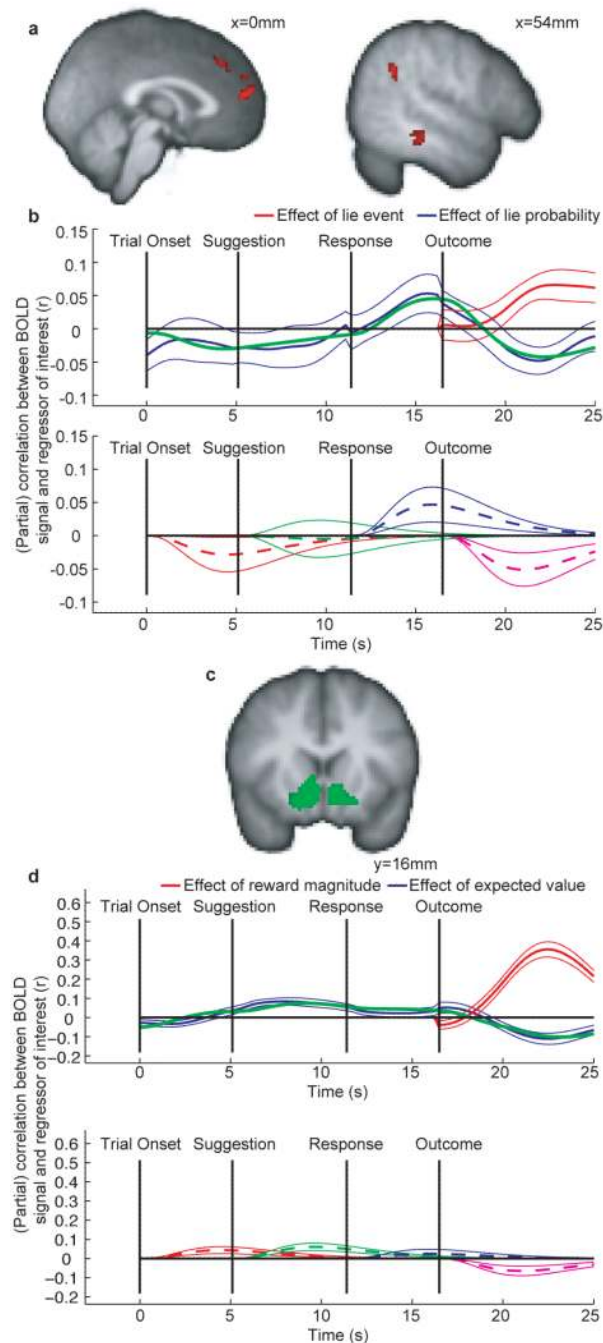 a
x=0mm x=54mm
b
Effect of lie event Effect of lie probability
(Partial) correlation between BOLD
signal and regressor of interest (r)
0.15
0.1
0.05
0
-0.05
-0.1
Trial Onset Suggestion Response Outcome
0 5 10 15 20 25
0.15
0.1
0.05
0
-0.05
-0.1
Trial Onset Suggestion Response Outcome
0 5 10 15 20 25
Time (s)
c
y=16mm
d
Effect of reward magnitude Effect of expected value
(Partial) correlation between BOLD
signal and regressor of interest (r)
0.6
0.5
0.4
0.3
0.2
0.1
0
-0.1
-0.2
Trial Onset Suggestion Response Outcome
0 5 10 15 20 25
Time (s)
0.6
0.5
0.4
0.3
0.2
0.1
0
-0.1
-0.2
Trial Onset Suggestion Response Outcome
0 5 10 15 20 25
Time (s)